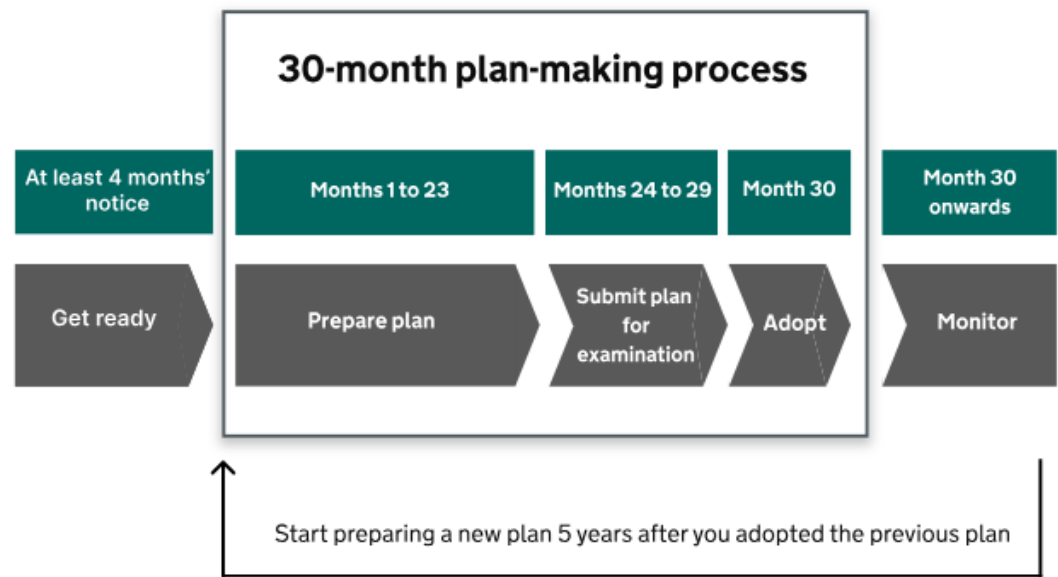 30-month plan-making process
At least 4 months’
notice
Months 1 to 23
Months 24 to 29
Month 30
Month 30
onwards
Get ready
Prepare plan
Submit plan
for
examination
Adopt
Monitor
Start preparing a new plan 5 years after you adopted the previous plan